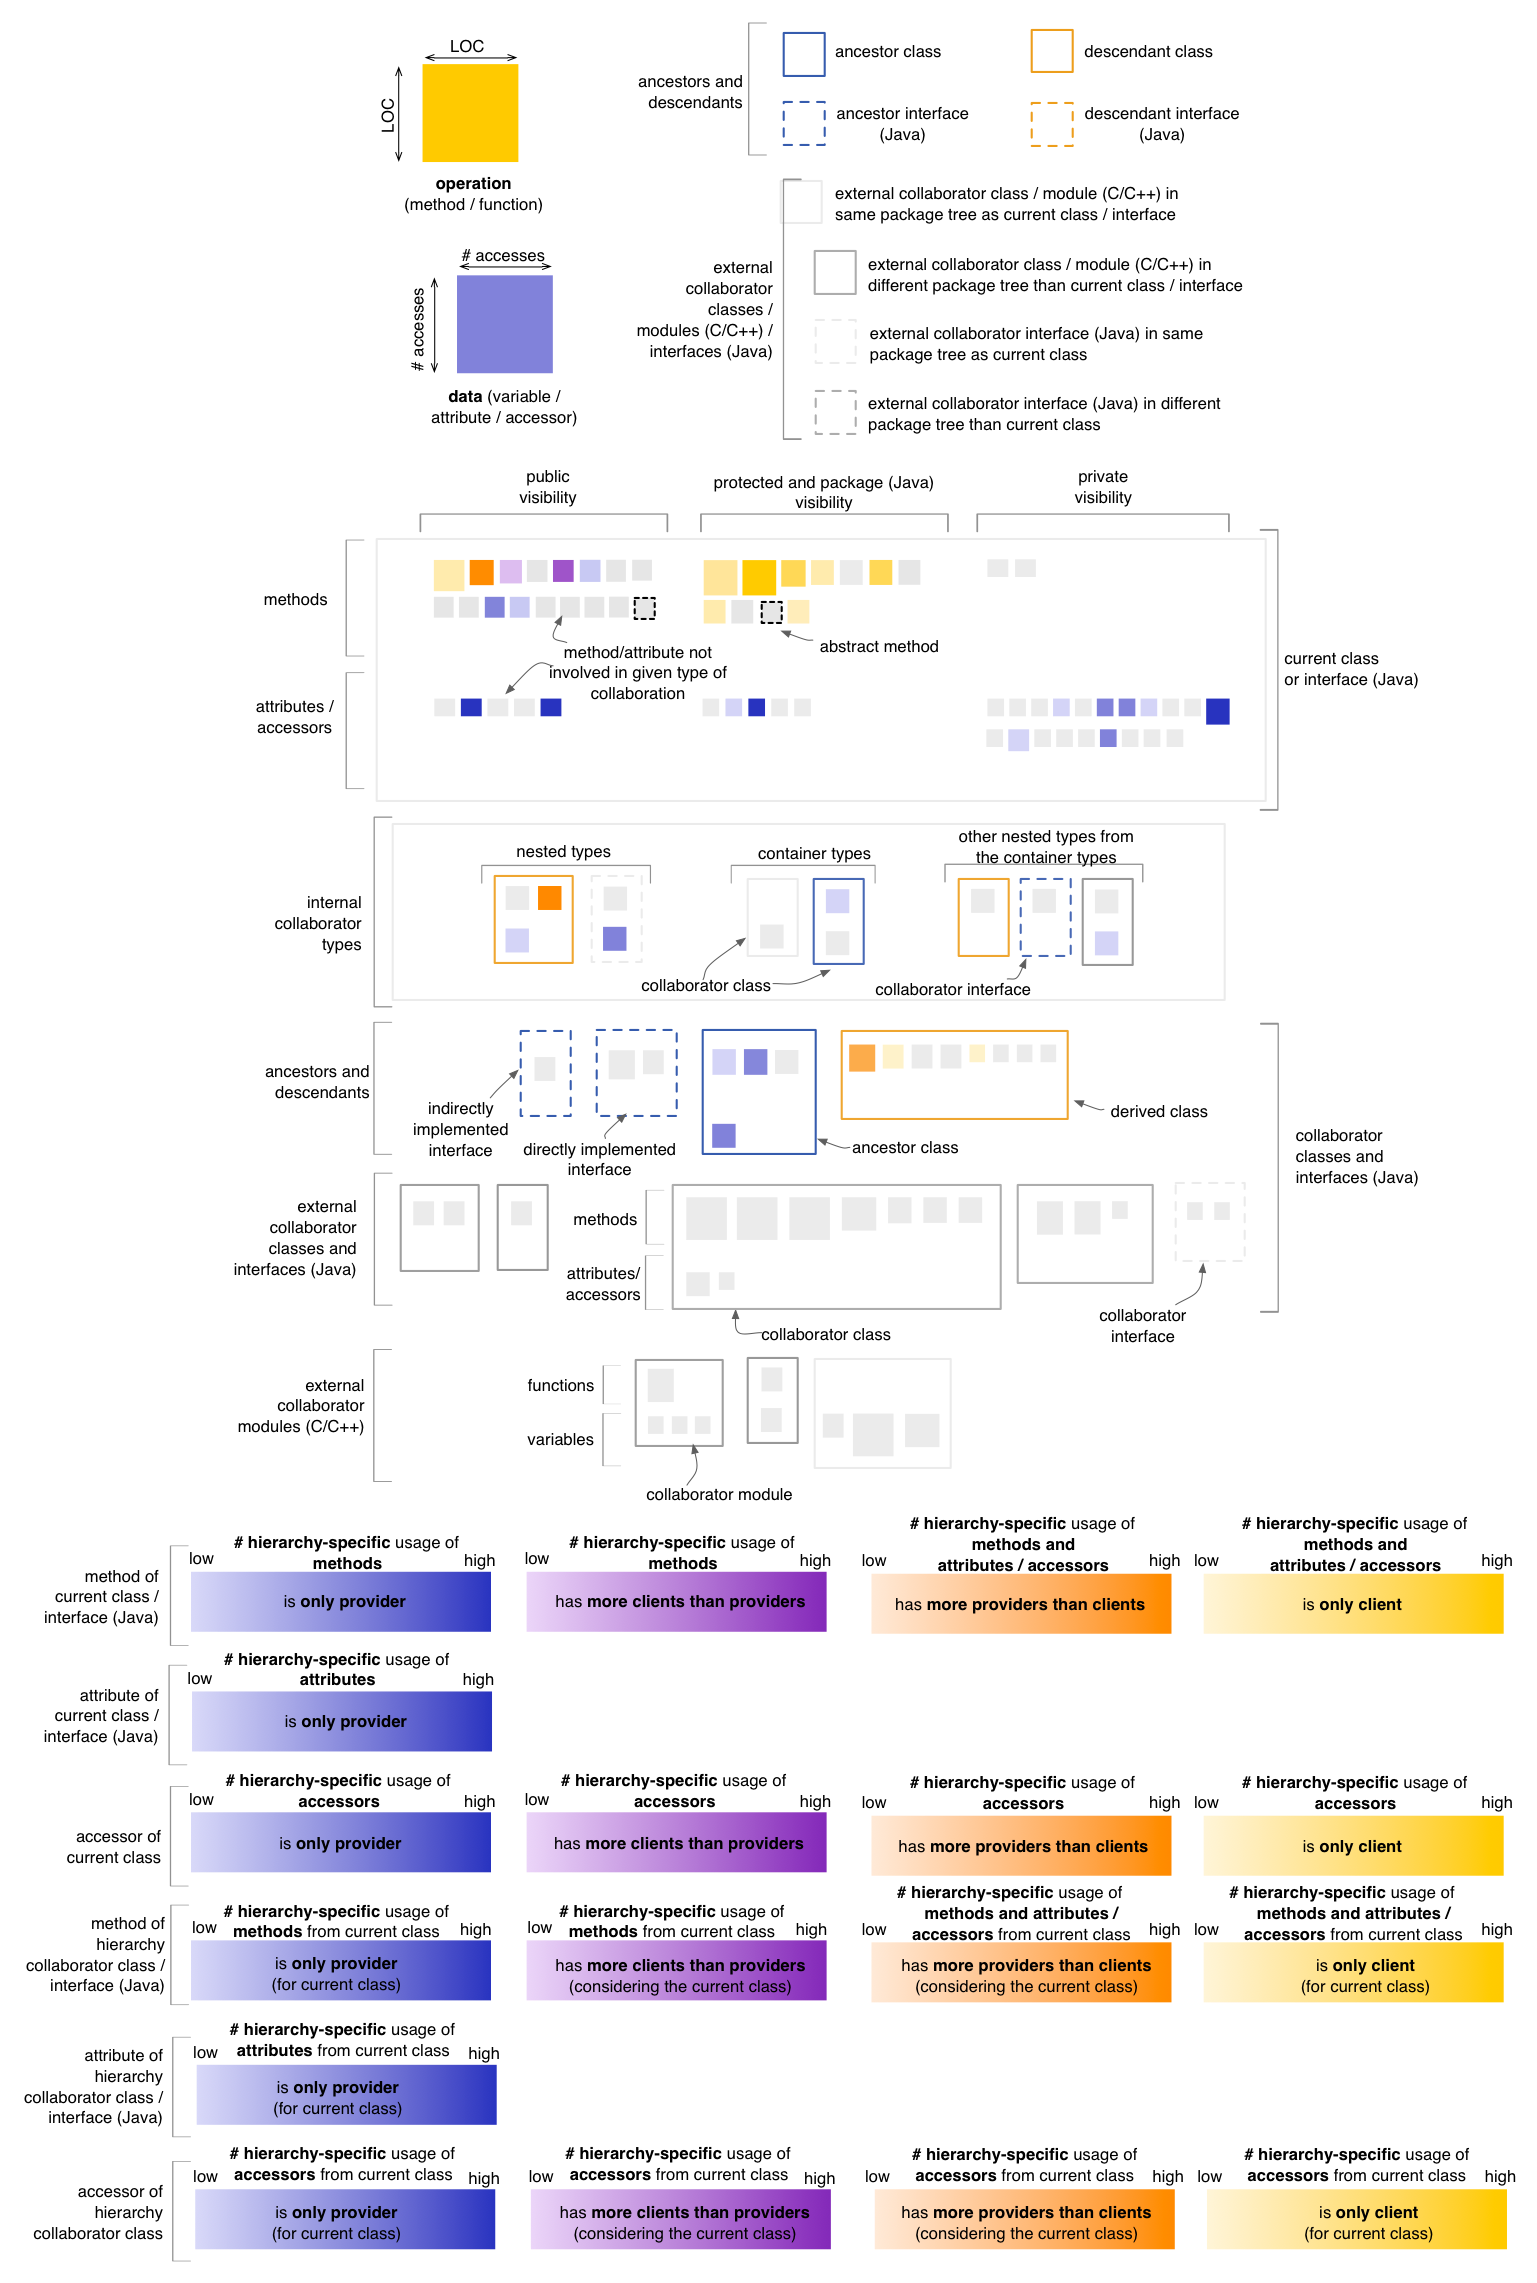 LOC
LOC
operation
(method / function)
# accesses
# accesses
data (variable /
attribute / accessor)
ancestors and
descendants
ancestor class
descendant class
ancestor interface
(Java)
descendant interface
(Java)
external
collaborator
classes /
modules (C/C++) /
interfaces (Java)
external collaborator class / module (C/C++) in
same package tree as current class / interface
external collaborator class / module (C/C++) in
different package tree than current class / interface
external collaborator interface (Java) in same
package tree as current class
external collaborator interface (Java) in different
package tree than current class
public
visibility
protected and package (Java)
visibility
private
visibility
methods
method/attribute not
involved in given type of
collaboration
abstract method
attributes /
accessors
current class
or interface (Java)
internal
collaborator
types
nested types
container types
other nested types from
the container types
collaborator class
collaborator interface
ancestors and
descendants
indirectly
implemented
interface
directly implemented
interface
ancestor class
derived class
collaborator
classes and
interfaces (Java)
external
collaborator
classes and
interfaces (Java)
methods
attributes/
accessors
collaborator class
collaborator
interface
external
collaborator
modules (C/C++)
functions
variables
collaborator module
method of
current class /
interface (Java)
# hierarchy-specific usage of
methods
low
high
is only provider
# hierarchy-specific usage of
methods
low
high
has more clients than providers
# hierarchy-specific usage of
methods and
attributes / accessors
low
high
has more providers than clients
# hierarchy-specific usage of
methods and
attributes / accessors
low
high
is only client
attribute of
current class /
interface (Java)
# hierarchy-specific usage of
attributes
low
high
is only provider
accessor of
current class
# hierarchy-specific usage of
accessors
low
high
is only provider
# hierarchy-specific usage of
accessors
low
high
has more clients than providers
# hierarchy-specific usage of
accessors
low
high
has more providers than clients
# hierarchy-specific usage of
accessors
low
high
is only client
method of
hierarchy
collaborator class /
interface (Java)
# hierarchy-specific usage of
methods from current class
low
high
is only provider
(for current class)
# hierarchy-specific usage of
methods from current class
low
high
has more clients than providers
(considering the current class)
# hierarchy-specific usage of
methods and attributes /
accessors from current class
low
high
has more providers than clients
(considering the current class)
# hierarchy-specific usage of
methods and attributes /
accessors from current class
low
high
is only client
(for current class)
attribute of
hierarchy
collaborator class /
interface (Java)
# hierarchy-specific usage of
attributes from current class
low
high
is only provider
(for current class)
accessor of
hierarchy
collaborator class
# hierarchy-specific usage of
accessors from current class
low
high
is only provider
(for current class)
# hierarchy-specific usage of
accessors from current class
low
high
has more clients than providers
(considering the current class)
# hierarchy-specific usage of
accessors from current class
low
high
has more providers than clients
(considering the current class)
# hierarchy-specific usage of
accessors from current class
low
high
is only client
(for current class)